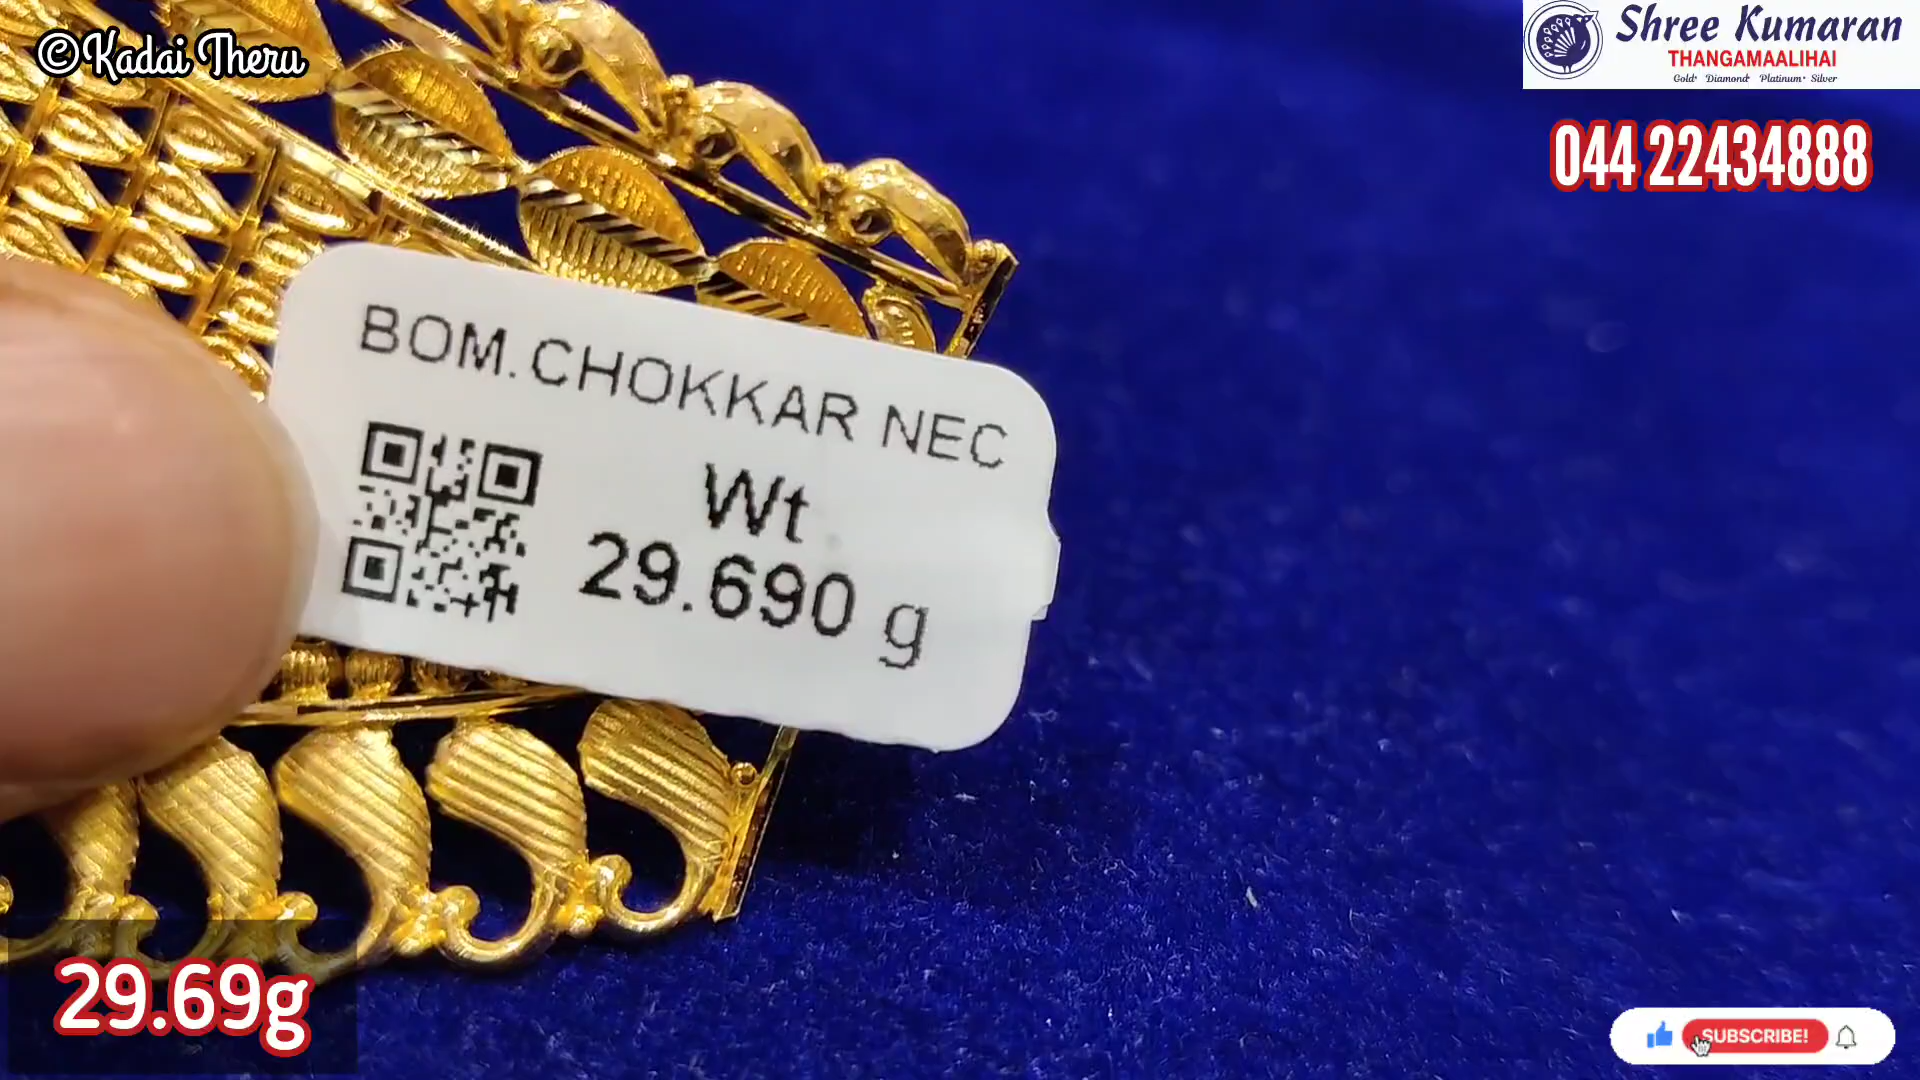 ©Kadai Theru
Shree Kumaran
THANGAMAALIHAI
Gold• Diamond• Platinum• Silver
044 22434888
BOM.CHOKKAR NEC
Wt
29.690 g
29.69g
SUBSCRIBE!